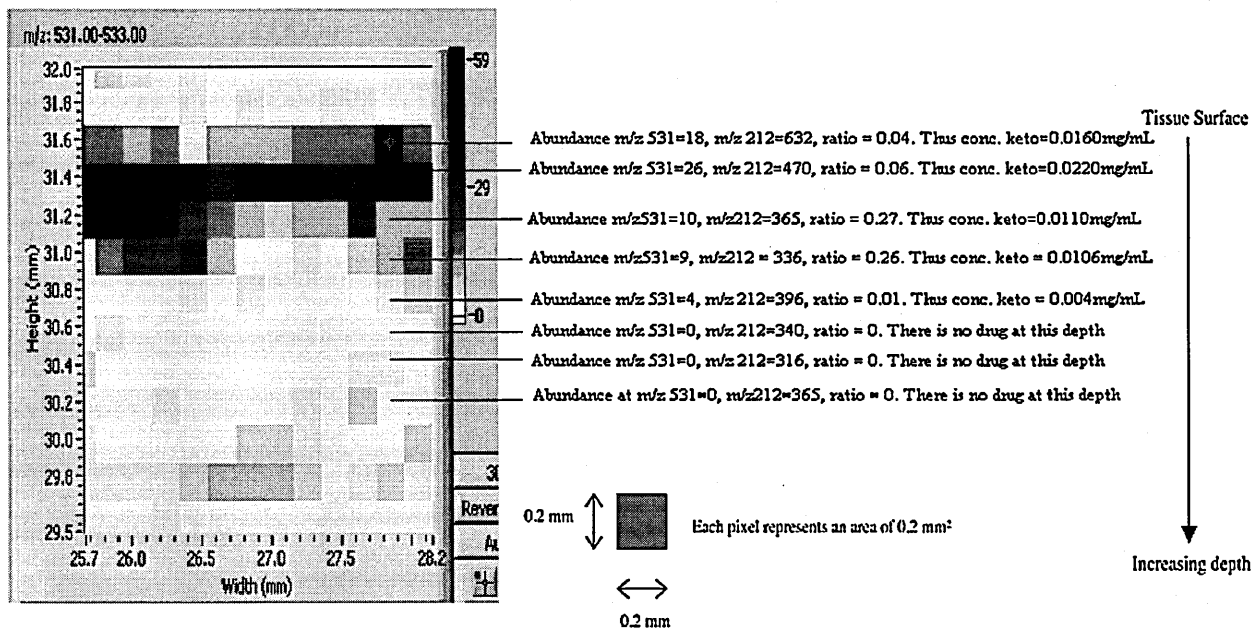 m/z: 531.00-533.00
32.0
31.8
31.6
31.4
31.2
31.0
30.8
30.6
30.4
30.2
30.0
29.8
29.5
Height (mm)
25.7 26.0 26.5 27.0 27.5 28.2
Width (mm)
59
29
0
30
Rever
Au
Abundance m/z 531=18, m/z 212=632, ratio = 0.04. Thus conc. keto=0.0160mg/mL
Abundance m/z 531=26, m/z 212=470, ratio = 0.06. Thus conc. keto=0.0220mg/mL
Abundance m/z531=10, m/z212=365, ratio = 0.27. Thus conc. keto=0.0110mg/mL
Abundance m/z531=9, m/z212 = 336, ratio = 0.26. Thus conc. keto = 0.0106mg/mL
Abundance m/z 531=4, m/z 212=396, ratio = 0.01. Thus conc. keto = 0.004mg/mL
Abundance m/z 531=0, m/z 212=340, ratio = 0. There is no drug at this depth
Abundance m/z 531=0, m/z 212=316, ratio = 0. There is no drug at this depth
Abundance at m/z 531=0, m/z212=365, ratio = 0. There is no drug at this depth
Tissue Surface
Increasing depth
0.2 mm
Each pixel represents an area of 0.2 mm²
0.2 mm